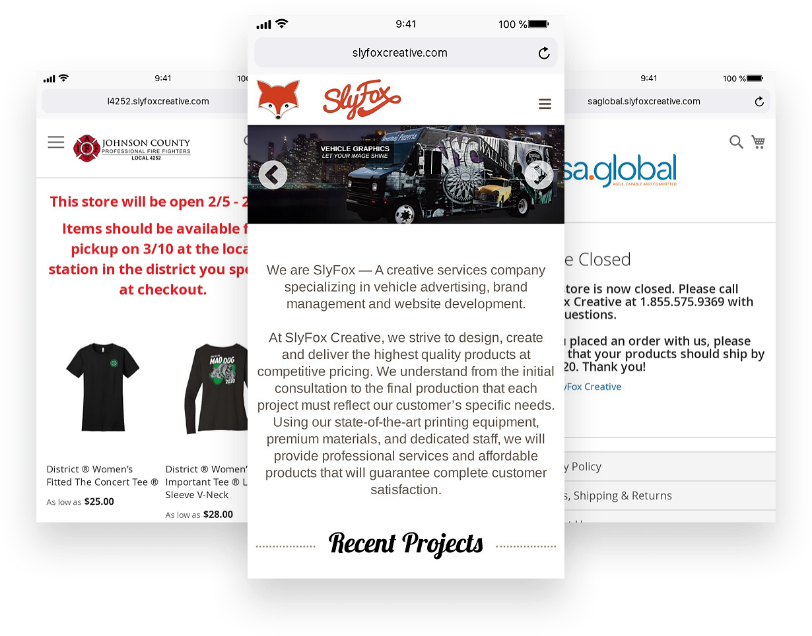 9:41
100 %
slyfoxcreative.com
SlyFox
VEHICLE GRAPHICS
LET YOUR IMAGE SHINE
We are SlyFox — A creative services company
specializing in vehicle advertising, brand
management and website development.
At SlyFox Creative, we strive to design, create
and deliver the highest quality products at
competitive pricing. We understand from the initial
consultation to the final production that each
project must reflect our customer's specific needs.
Using our state-of-the-art printing equipment,
premium materials, and dedicated staff, we will
provide professional services and affordable
products that will guarantee complete customer
satisfaction.
Recent Projects
9:41
l4252.slyfoxcreative.com
JOHNSON COUNTY
PROFESSIONAL FIRE FIGHTERS
LOCAL 4252
This store will be open 2/5 - 2
Items should be available f
pickup on 3/10 at the loca
station in the district you spe
at checkout.
MAD DOG
District ® Women's
Fitted The Concert Tee ®
As low as $25.00
District ® Women'
Important Tee ® L
Sleeve V-Neck
As low as $28.00
9:41
100 %
saglobal.slyfoxcreative.com
sa.global
AGILE, CAPABLE AND COMMITTED
e Closed
tore is now closed. Please call
x Creative at 1.855.575.9369 with
uestions.
placed an order with us, please
that your products should ship by
20. Thank you!
yFox Creative
y Policy
s, Shipping & Returns